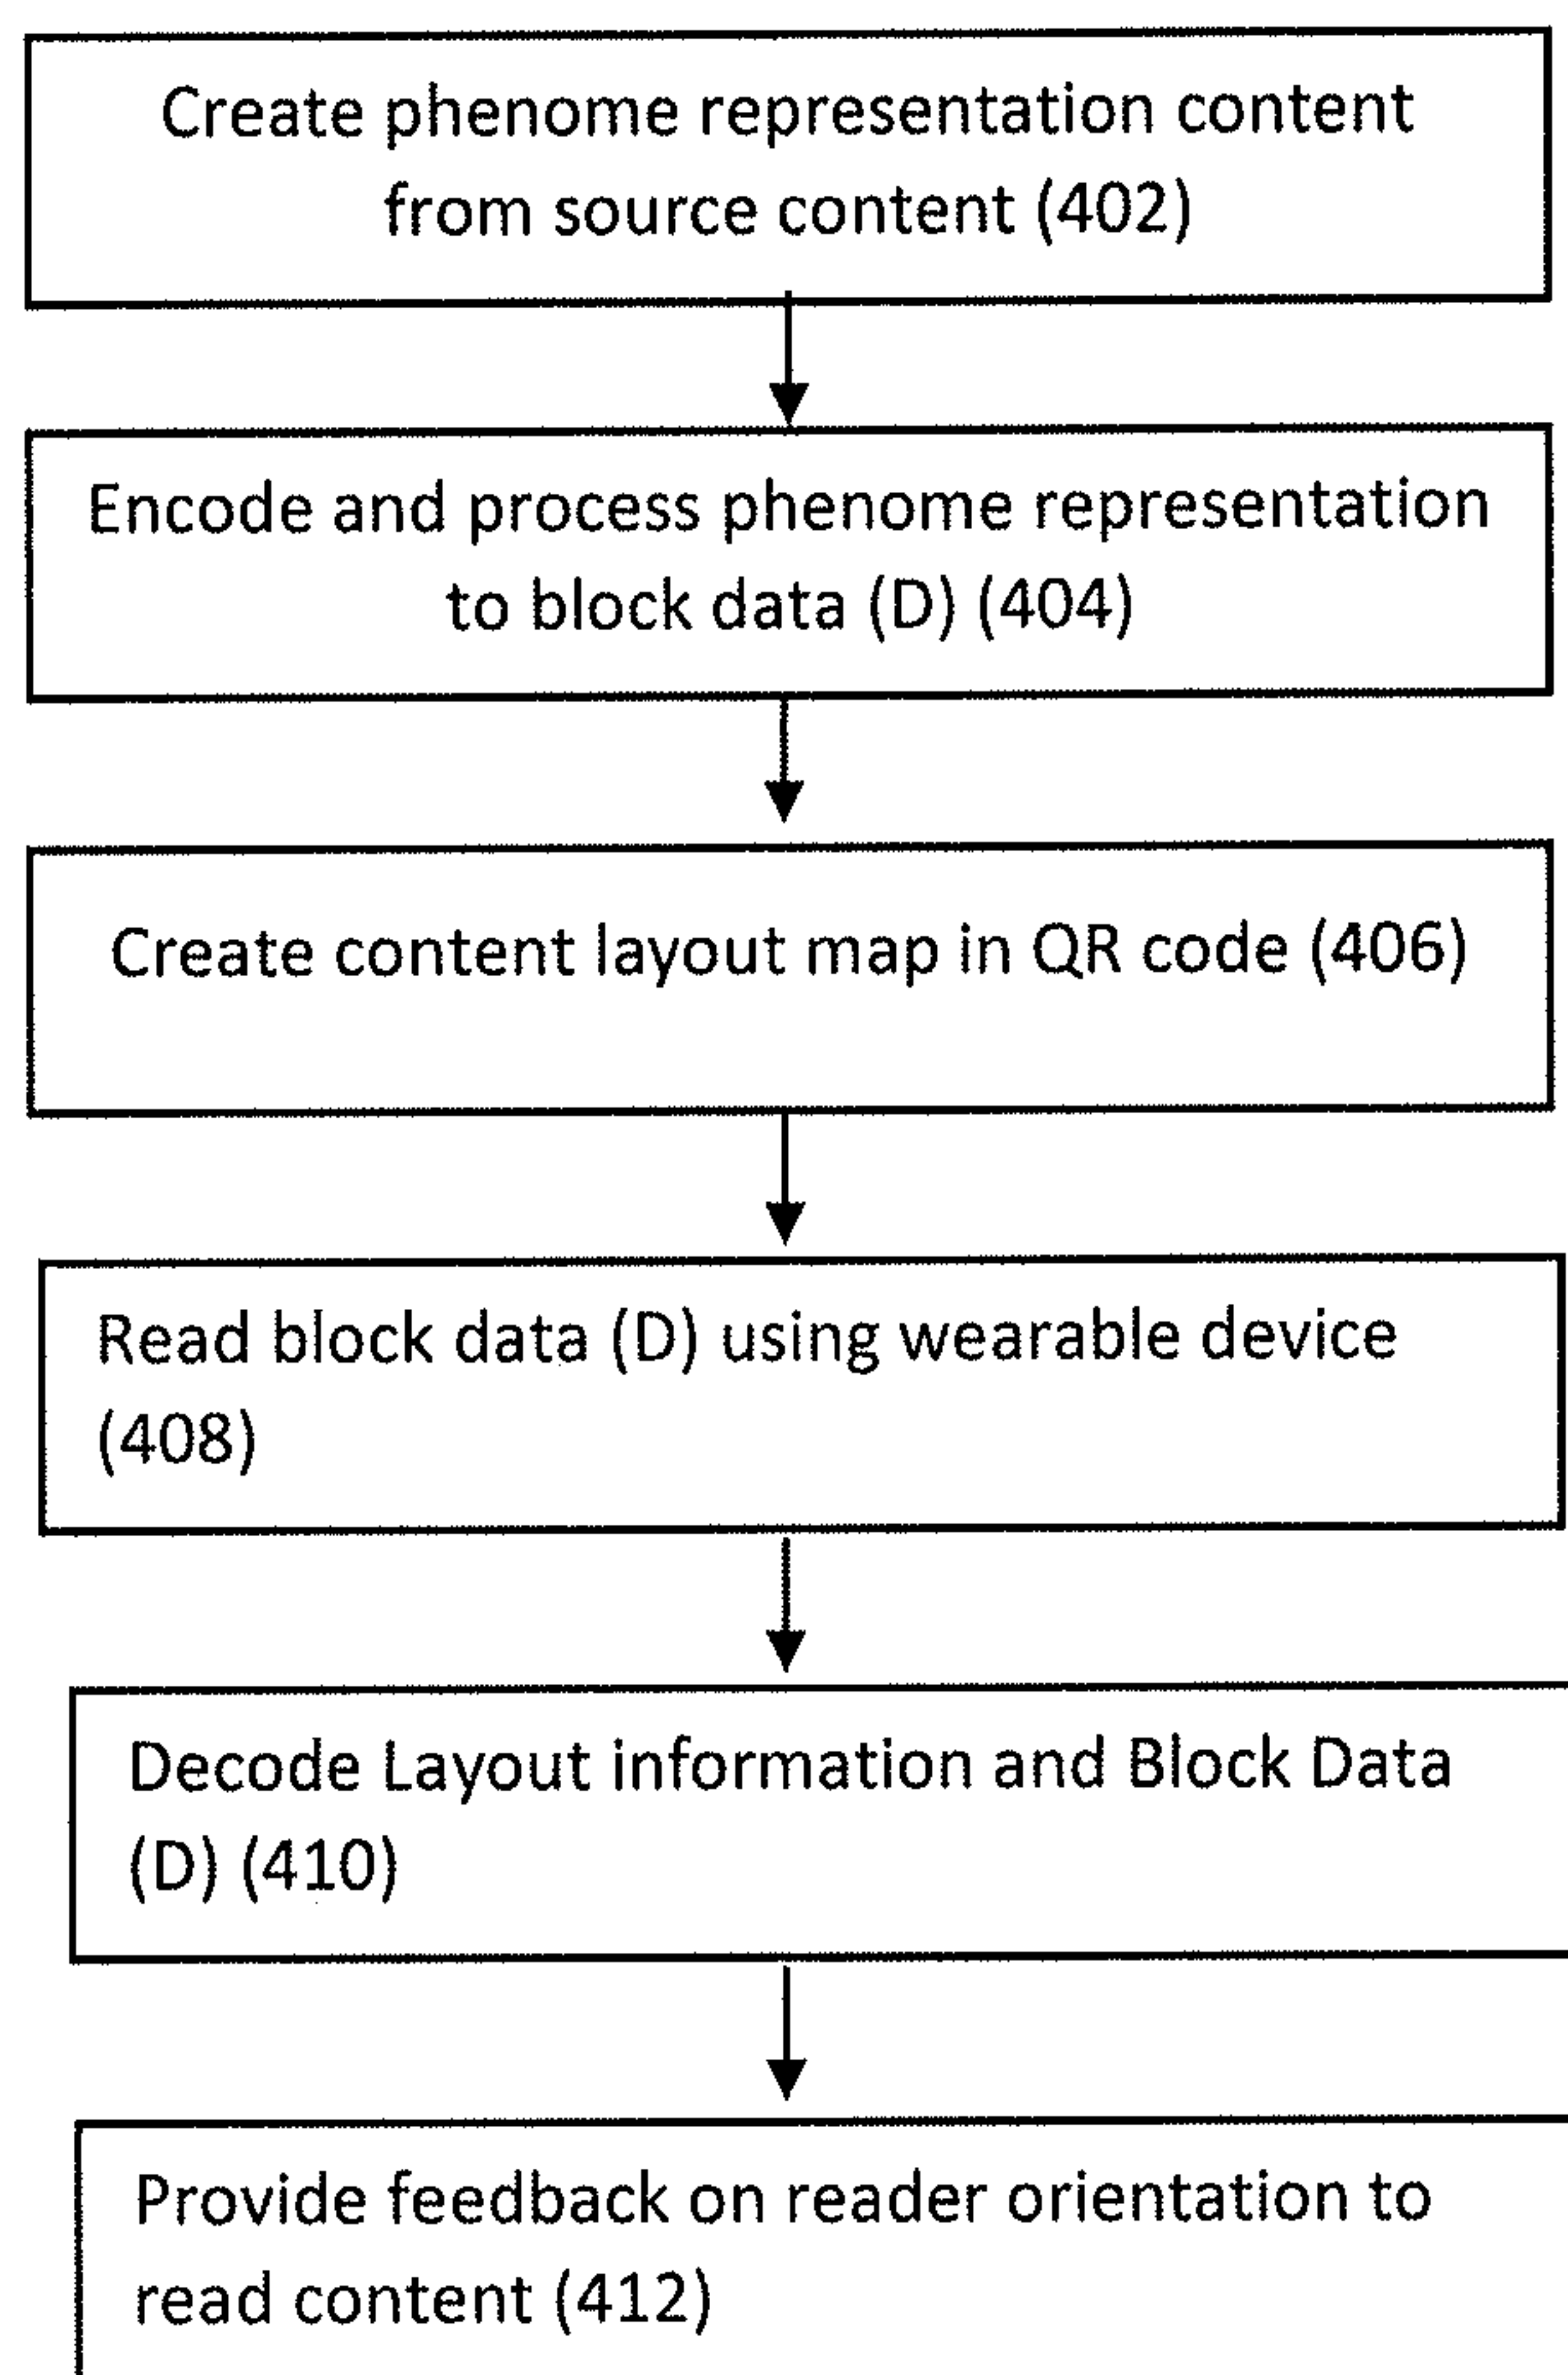 Create phenome representation content
from source content (402)
Encode and process phenome representation
to block data (D) (404)
Create content layout map in QR code (406)
Read block data (D) using wearable device
(408)
Decode Layout information and Block Data
(D) (410)
Provide feedback on reader orientation to
read content (412)